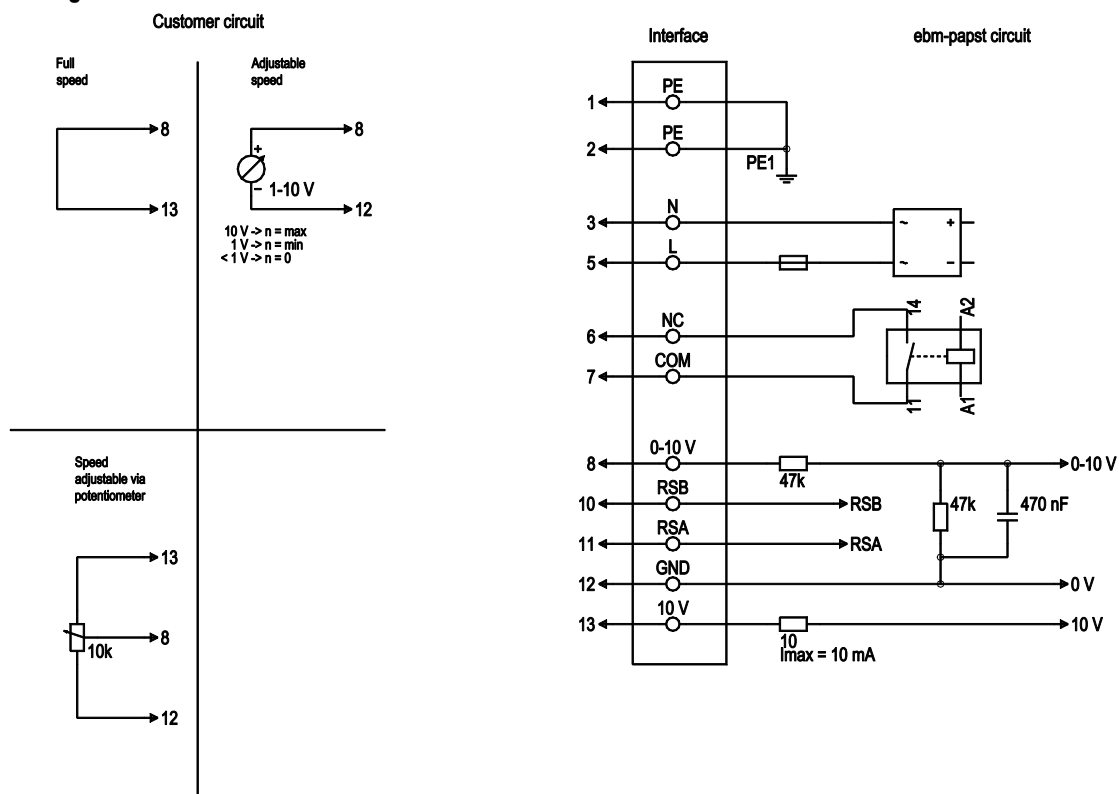 Customer circuit
Full
speed
8
13
Adjustable
speed
+
8
–
1-10 V
12
10 V -> n = max
1 V -> n = min
< 1 V -> n = 0
Speed
adjustable via
potentiometer
13
8
10k
12
Interface
ebm-papst circuit
1
PE
2
PE
PE1
3
N
~
+
5
L
~
–
14
A2
6
NC
7
COM
11
A1
8
0-10 V
47k
0-10 V
10
RSB
RSB
47k
470 nF
11
RSA
RSA
12
GND
0 V
13
10 V
10
Imax = 10 mA
10 V